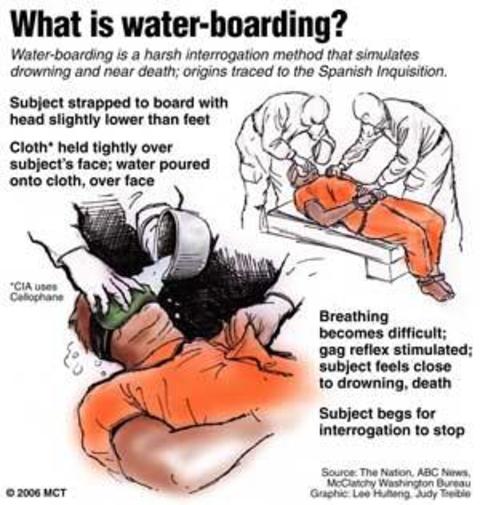 What is water-boarding?
Water-boarding is a harsh interrogation method that simulates
drowning and near death; origins traced to the Spanish Inquisition.
Subject strapped to board with
head slightly lower than feet
Cloth* held tightly over
subject's face; water poured
onto cloth, over face
*CIA uses
Cellophane
Breathing
becomes difficult;
gag reflex stimulated;
subject feels close
to drowning, death
Subject begs for
interrogation to stop
Source: The Nation, ABC News,
McClatchy Washington Bureau
Graphic: Lee Hulteng, Judy Treible
© 2006 MCT